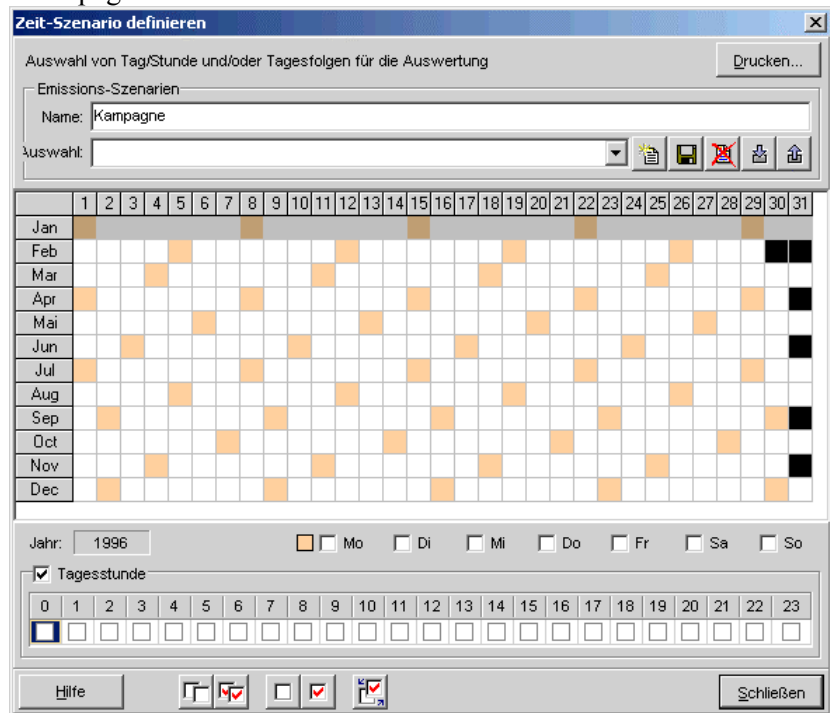 Zeit-Szenario definieren
Auswahl von Tag/Stunde und/oder Tagesfolgen für die Auswertung
Drucken...
Emissions-Szenarien
Name: Kampagne
Auswahl:
1 2 3 4 5 6 7 8 9 10 11 12 13 14 15 16 17 18 19 20 21 22 23 24 25 26 27 28 29 30 31
Jan
Feb
Mar
Apr
Mai
Jun
Jul
Aug
Sep
Oct
Nov
Dec
Jahr: 1996 Mo Di Mi Do Fr Sa So
Tagesstunde
0 1 2 3 4 5 6 7 8 9 10 11 12 13 14 15 16 17 18 19 20 21 22 23
Hilfe Schließen